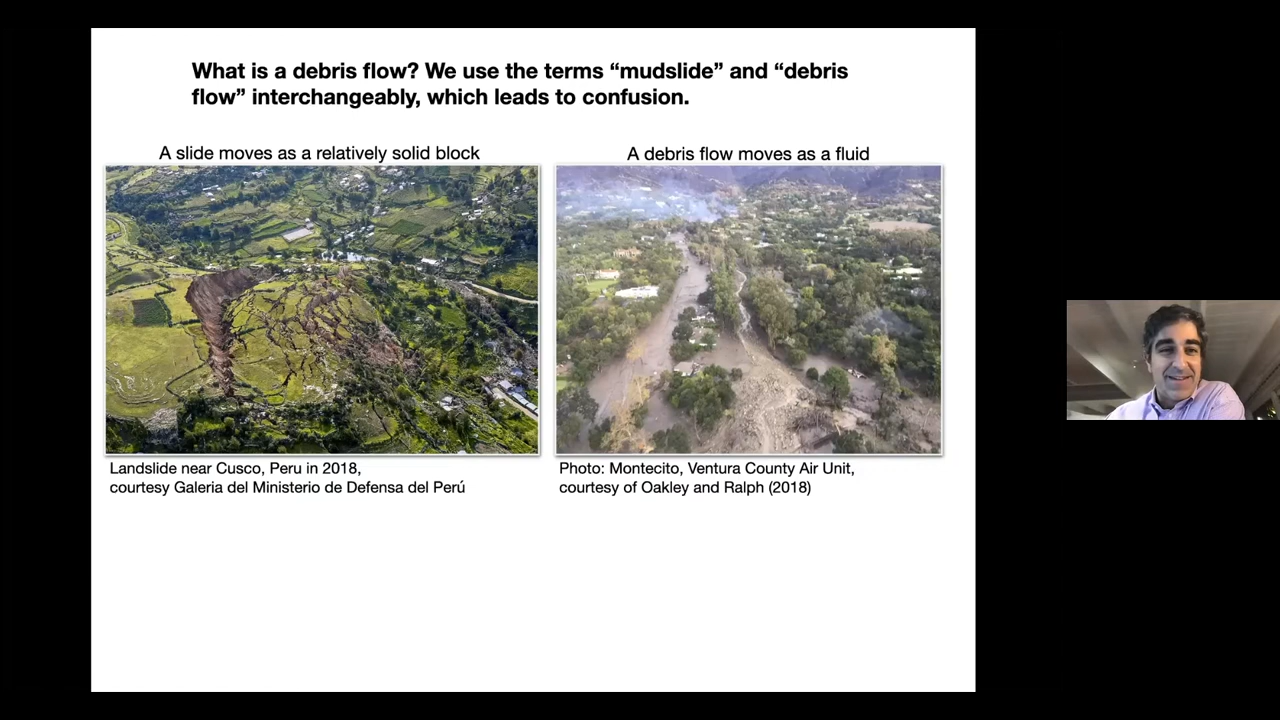 What is a debris flow? We use the terms “mudslide” and “debris
flow” interchangeably, which leads to confusion.
A slide moves as a relatively solid block
Landslide near Cusco, Peru in 2018,
courtesy Galeria del Ministerio de Defensa del Perú
A debris flow moves as a fluid
Photo: Montecito, Ventura County Air Unit,
courtesy of Oakley and Ralph (2018)